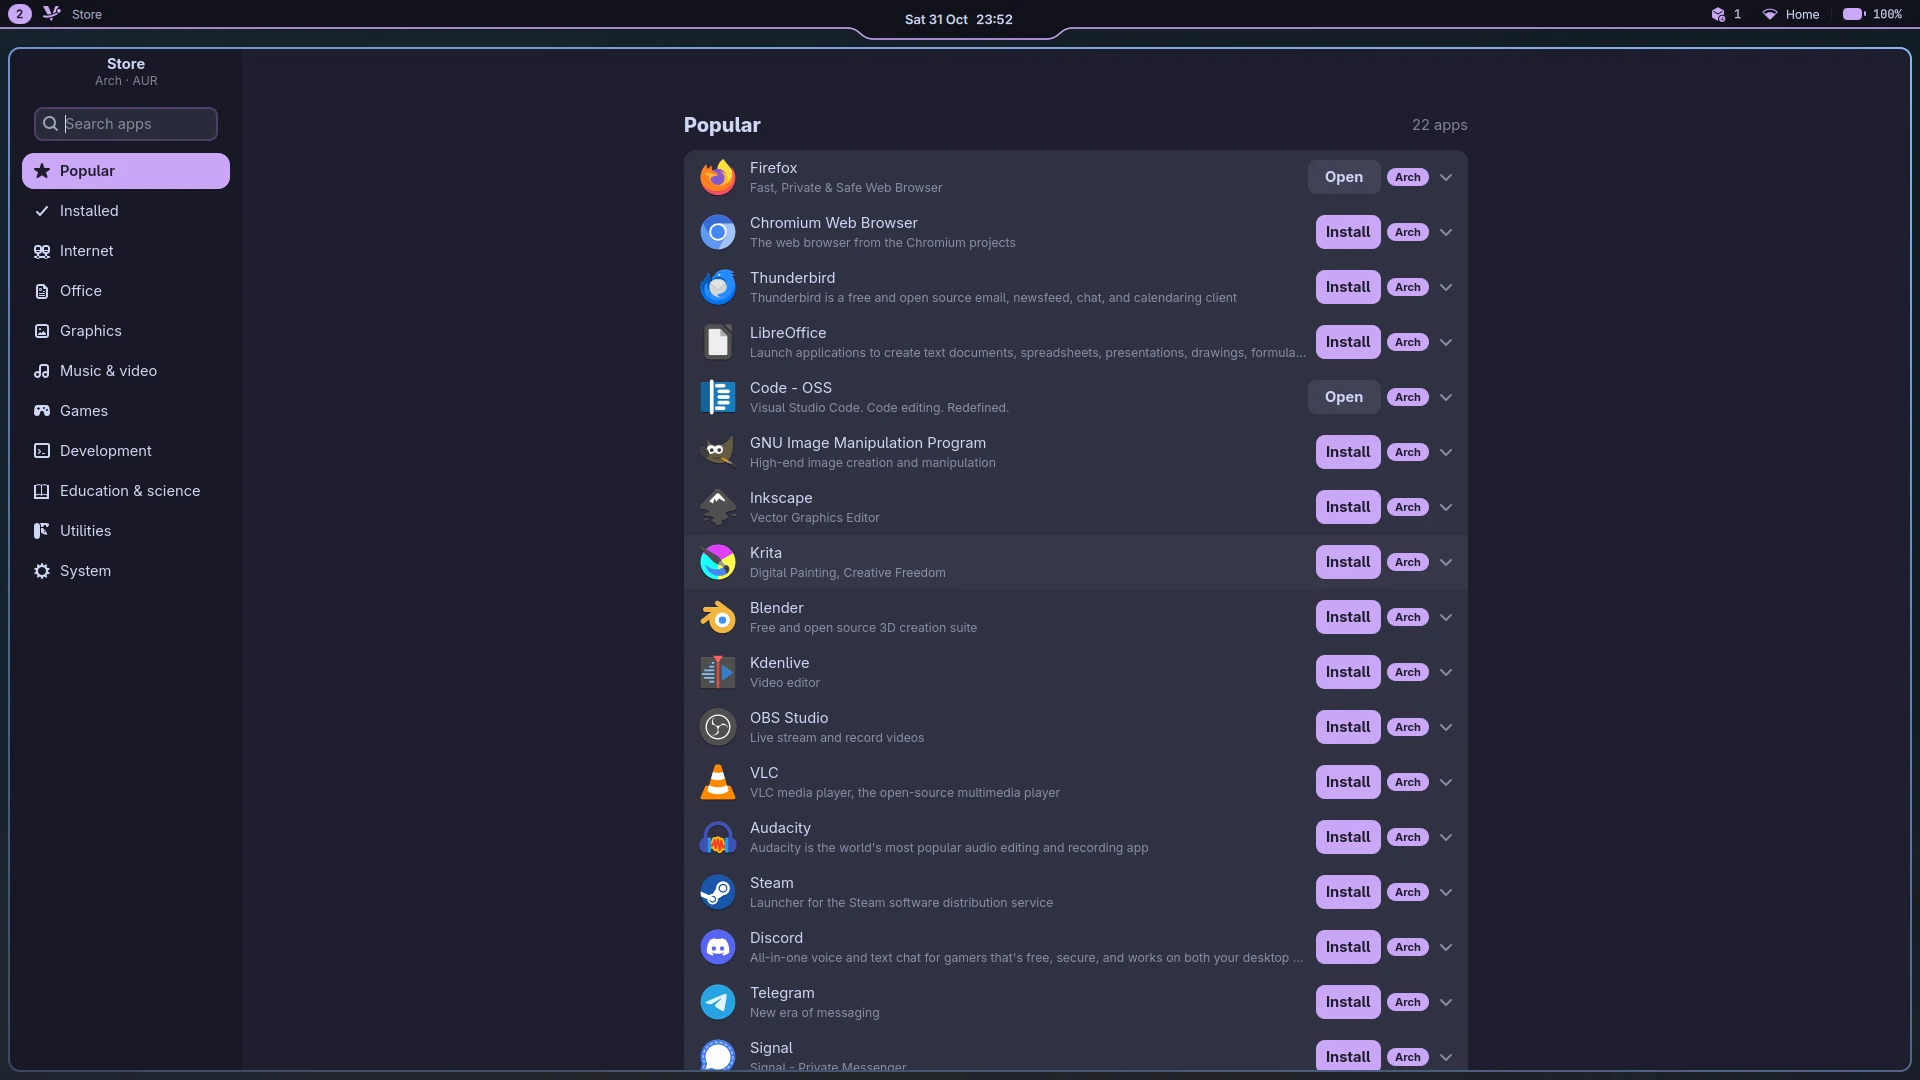 2 Store
Sat 31 Oct 23:52
1 Home 100%
Store
Arch · AUR
Search apps
Popular
Installed
Internet
Office
Graphics
Music & video
Games
Development
Education & science
Utilities
System
Popular
22 apps
Firefox
Fast, Private & Safe Web Browser
Open Arch
Chromium Web Browser
The web browser from the Chromium projects
Install Arch
Thunderbird
Thunderbird is a free and open source email, newsfeed, chat, and calendaring client
Install Arch
LibreOffice
Launch applications to create text documents, spreadsheets, presentations, drawings, formula...
Install Arch
Code - OSS
Visual Studio Code. Code editing. Redefined.
Open Arch
GNU Image Manipulation Program
High-end image creation and manipulation
Install Arch
Inkscape
Vector Graphics Editor
Install Arch
Krita
Digital Painting, Creative Freedom
Install Arch
Blender
Free and open source 3D creation suite
Install Arch
Kdenlive
Video editor
Install Arch
OBS Studio
Live stream and record videos
Install Arch
VLC
VLC media player, the open-source multimedia player
Install Arch
Audacity
Audacity is the world's most popular audio editing and recording app
Install Arch
Steam
Launcher for the Steam software distribution service
Install Arch
Discord
All-in-one voice and text chat for gamers that's free, secure, and works on both your desktop ...
Install Arch
Telegram
New era of messaging
Install Arch
Signal
Signal - Private Messenger
Install Arch